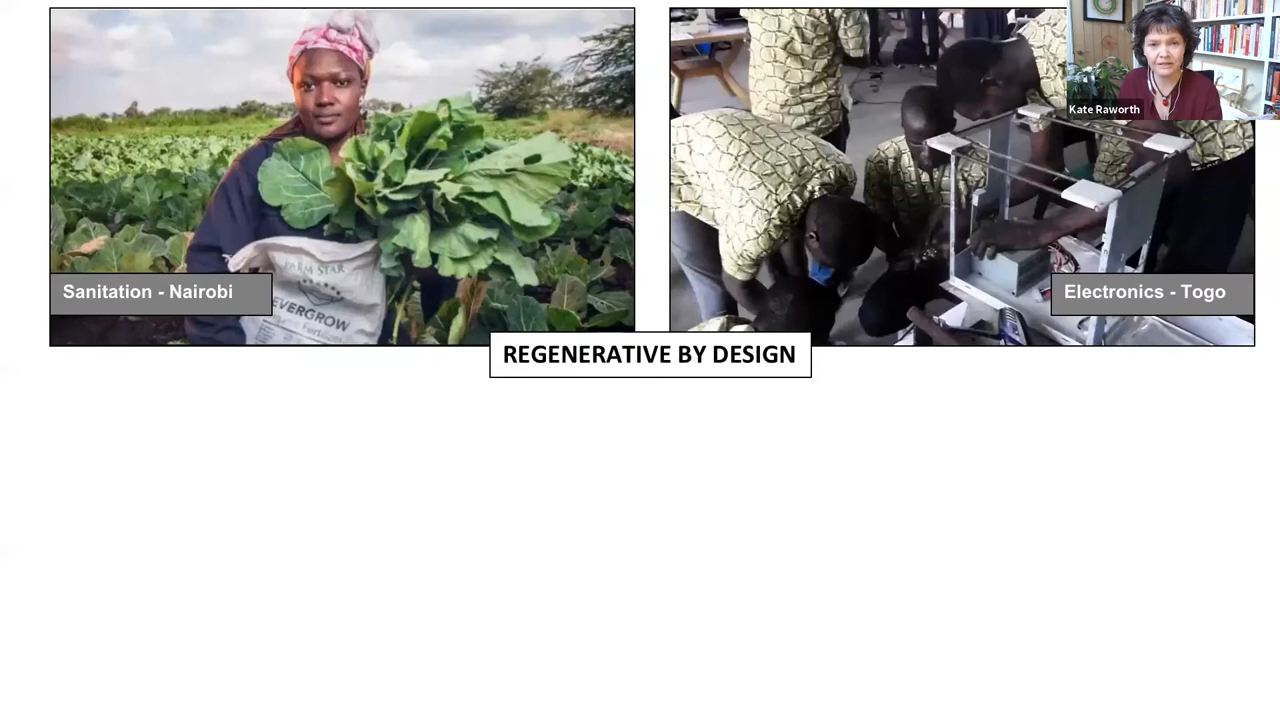 Kate Raworth
FARM STAR
EVERGROW
Sanitation - Nairobi
Electronics - Togo
REGENERATIVE BY DESIGN